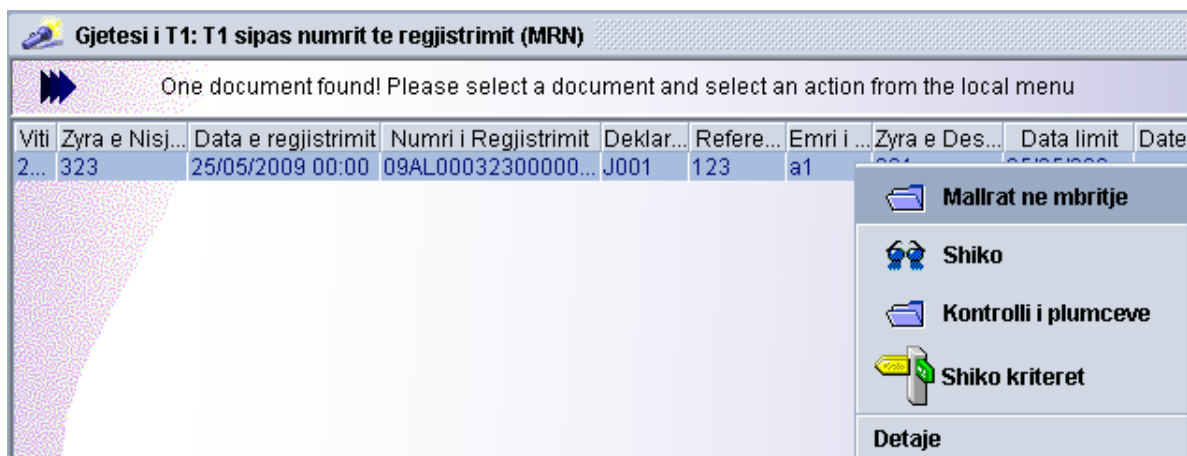 Gjetesi i T1: T1 sipas numrit te regjistrimit (MRN)
One document found! Please select a document and select an action from the local menu
Viti Zyra e Nisj... Data e regjistrimit Numri i Regjistrimit Deklar... Refere... Emri i ... Zyra e Des... Data limit Date
2... 323 25/05/2009 00:00 09AL00032300000... J001 123 a1
Mallrat ne mbritje
Shiko
Kontrolli i plumceve
Shiko kriteret
Detaje